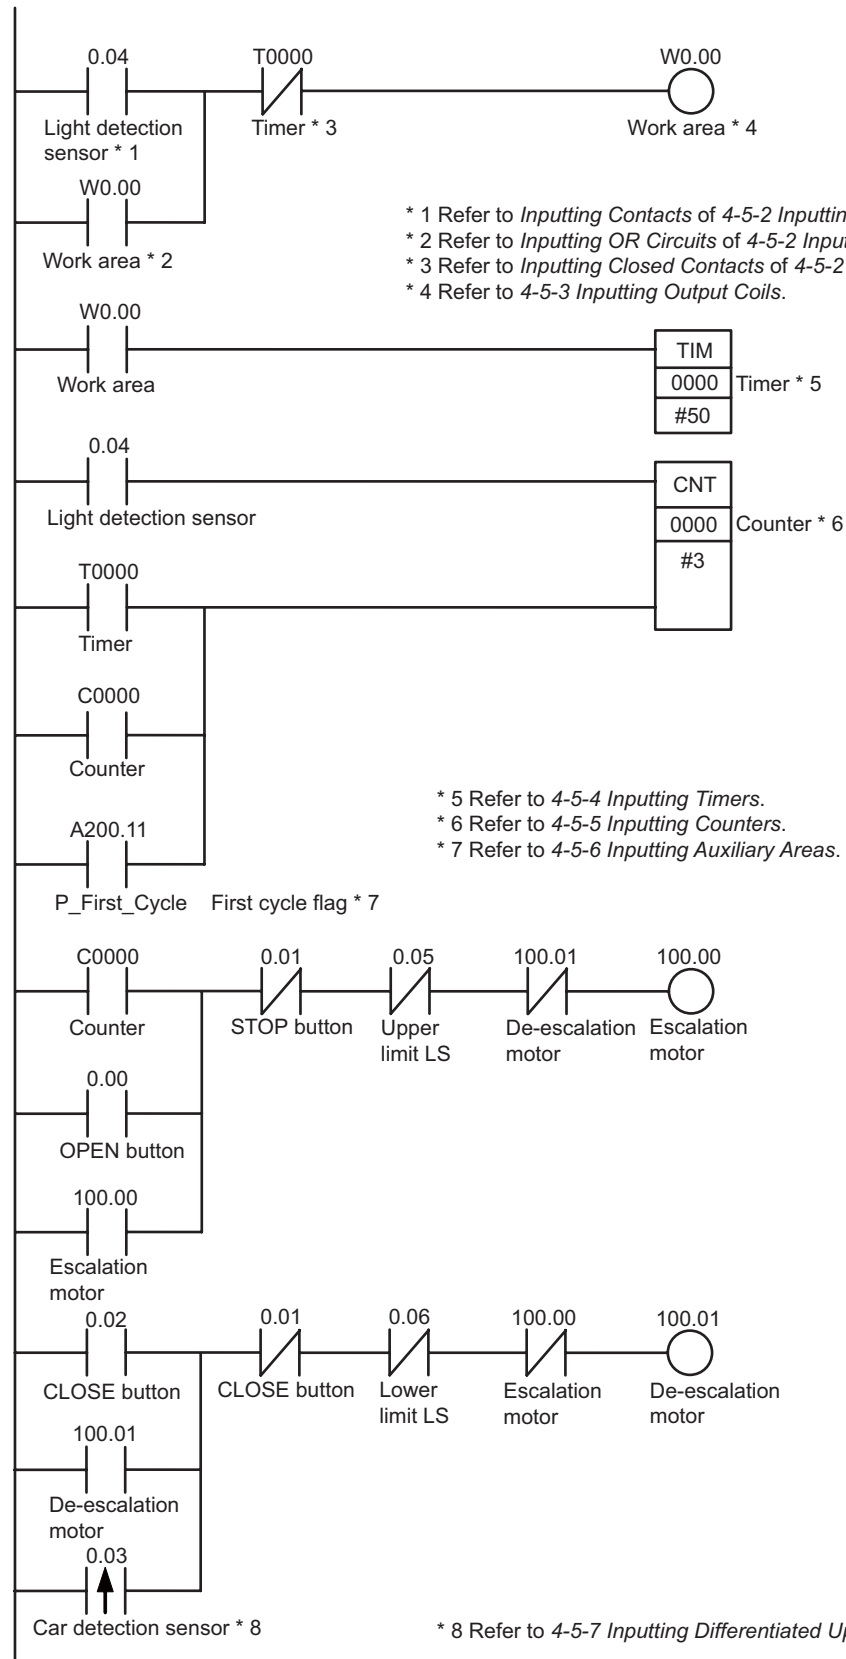 0.04 T0000 W0.00
Light detection
sensor * 1
Timer * 3
Work area * 4
W0.00
Work area * 2
* 1 Refer to Inputting Contacts of 4-5-2
* 2 Refer to Inputting OR Circuits of 4-5-2
* 3 Refer to Inputting Closed Contacts of 4-5-2
* 4 Refer to 4-5-3 Inputting Output Coils.
W0.00
Work area
TIM
0000 Timer * 5
#50
0.04
Light detection sensor
CNT
0000 Counter * 6
#3
T0000
Timer
C0000
Counter
A200.11
P_First_Cycle First cycle flag * 7
* 5 Refer to 4-5-4 Inputting Timers.
* 6 Refer to 4-5-5 Inputting Counters.
* 7 Refer to 4-5-6 Inputting Auxiliary Areas.
C0000 0.01 0.05 100.01 100.00
Counter
STOP button
Upper
limit LS
De-escalation
motor
Escalation
motor
0.00
OPEN button
100.00
Escalation
motor
0.02 0.01 0.06 100.00 100.01
CLOSE button
CLOSE button
Lower
limit LS
Escalation
motor
De-escalation
motor
100.01
De-escalation
motor
0.03
Car detection sensor * 8
* 8 Refer to 4-5-7 Inputting Differentiated